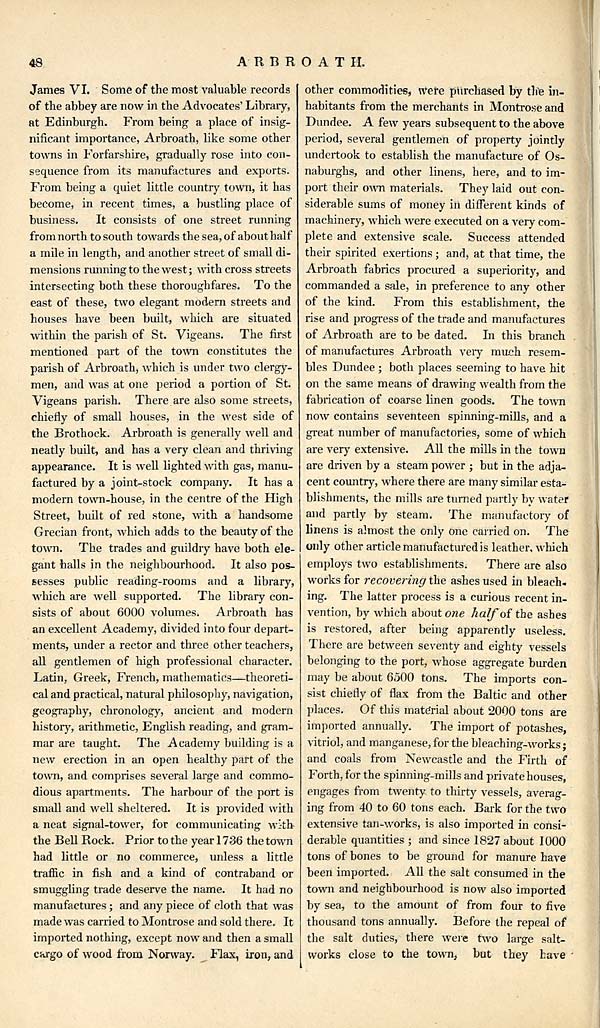 48
ARBROATH.
James VI. Some of the most valuable records
of the abbey are now in the Advocates' Library,
at Edinburgh. From being a place of insig-
nificant importance, Arbroath, like some other
towns in Forfarshire, gradually rose into con-
sequence from its manufactures and exports.
From being a quiet little country town, it has
become, in recent times, a bustling place of
business. It consists of one street running
from north to south towards the sea, of about half
a mile in length, and another street of small di-
mensions running to the west; with cross streets
intersecting both these thoroughfares. To the
east of these, two elegant modern streets and
houses have been built, which are situated
within the parish of St. Vigeans. The first
mentioned part of the town constitutes the
parish of Arbroath, which is under two clergy-
men, and was at one period a portion of St.
Vigeans parish. There are also some streets,
chiefly of small houses, in the west side of
the Brothock. Arbroath is generally well and
neatly built, and has a very clean and thriving
appearance. It is well lighted with gas, manu-
factured by a joint-stock company. It has a
modern town-house, in the centre of the High
Street, built of red stone, with a handsome
Grecian front, which adds to the beauty of the
town. The trades and guildry have both ele-
gant halls in the neighbourhood. It also pos-
sesses public reading-rooms and a library,
which are well supported. The library con-
sists of about 6000 volumes. Arbroath has
an excellent Academy, divided into four depart-
ments, under a rector and three other teachers,
all gentlemen of high professional character.
Latin, Greek, French, mathematics—theoreti-
cal and practical, natural philosophy, navigation,
geography, chronology, ancient and modern
history, arithmetic, English reading, and gram-
mar are taught. The Academy building is a
new erection in an open healthy part of the
town, and comprises several large and commo-
dious apartments. The harbour of the port is
small and well sheltered. It is provided with
a neat signal-tower, for communicating with
the Bell Rock. Prior to the year 1736 the town
had little or no commerce, unless a little
traffic in fish and a kind of contraband or
smuggling trade deserve the name. It had no
manufactures; and any piece of cloth that was
made was carried to Montrose and sold there. It
imported nothing, except now and then a small
cargo of wood from Norway. Flax, iron, and
other commodities, were purchased by the in-
habitants from the merchants in Montrose and
Dundee. A few years subsequent to the above
period, several gentlemen of property jointly
undertook to establish the manufacture of Os-
naburghs, and other linens, here, and to im-
port their own materials. They laid out con-
siderable sums of money in different kinds of
machinery, which were executed on a very com-
plete and extensive scale. Success attended
their spirited exertions; and, at that time, the
Arbroath fabrics procured a superiority, and
commanded a sale, in preference to any other
of the kind. From this establishment, the
rise and progress of the trade and manufactures
of Arbroath are to be dated. In this branch
of manufactures Arbroath very much resem-
bles Dundee; both places seeming to have hit
on the same means of drawing wealth from the
fabrication of coarse linen goods. The town
now contains seventeen spinning-mills, and a
great number of manufactories, some of which
are very extensive. All the mills in the town
are driven by a steam power; but in the adja-
cent country, where there are many similar esta-
blishments, the mills are turned partly by water
and partly by steam. The manufactory of
linens is almost the only one carried on. The
only other article manufactured is leather, which
employs two establishments. There are also
works for recovering the ashes used in bleach-
ing. The latter process is a curious recent in-
vention, by which about one half of the ashes
is restored, after being apparently useless.
There are between seventy and eighty vessels
belonging to the port, whose aggregate burden
may be about 6500 tons. The imports con-
sist chiefly of flax from the Baltic and other
places. Of this material about 2000 tons are
imported annually. The import of potashes,
vitriol, and manganese, for the bleaching-works;
and coals from Newcastle and the Firth of
Forth, for the spinning-mills and private houses,
engages from twenty to thirty vessels, averag-
ing from 40 to 60 tons each. Bark for the two
extensive tan-works, is also imported in consi-
derable quantities; and since 1827 about 1000
tons of bones to be ground for manure have
been imported. All the salt consumed in the
town and neighbourhood is now also imported
by sea, to the amount of from four to five
thousand tons annually. Before the repeal of
the salt duties, there were two large salt-
works close to the town, but they have